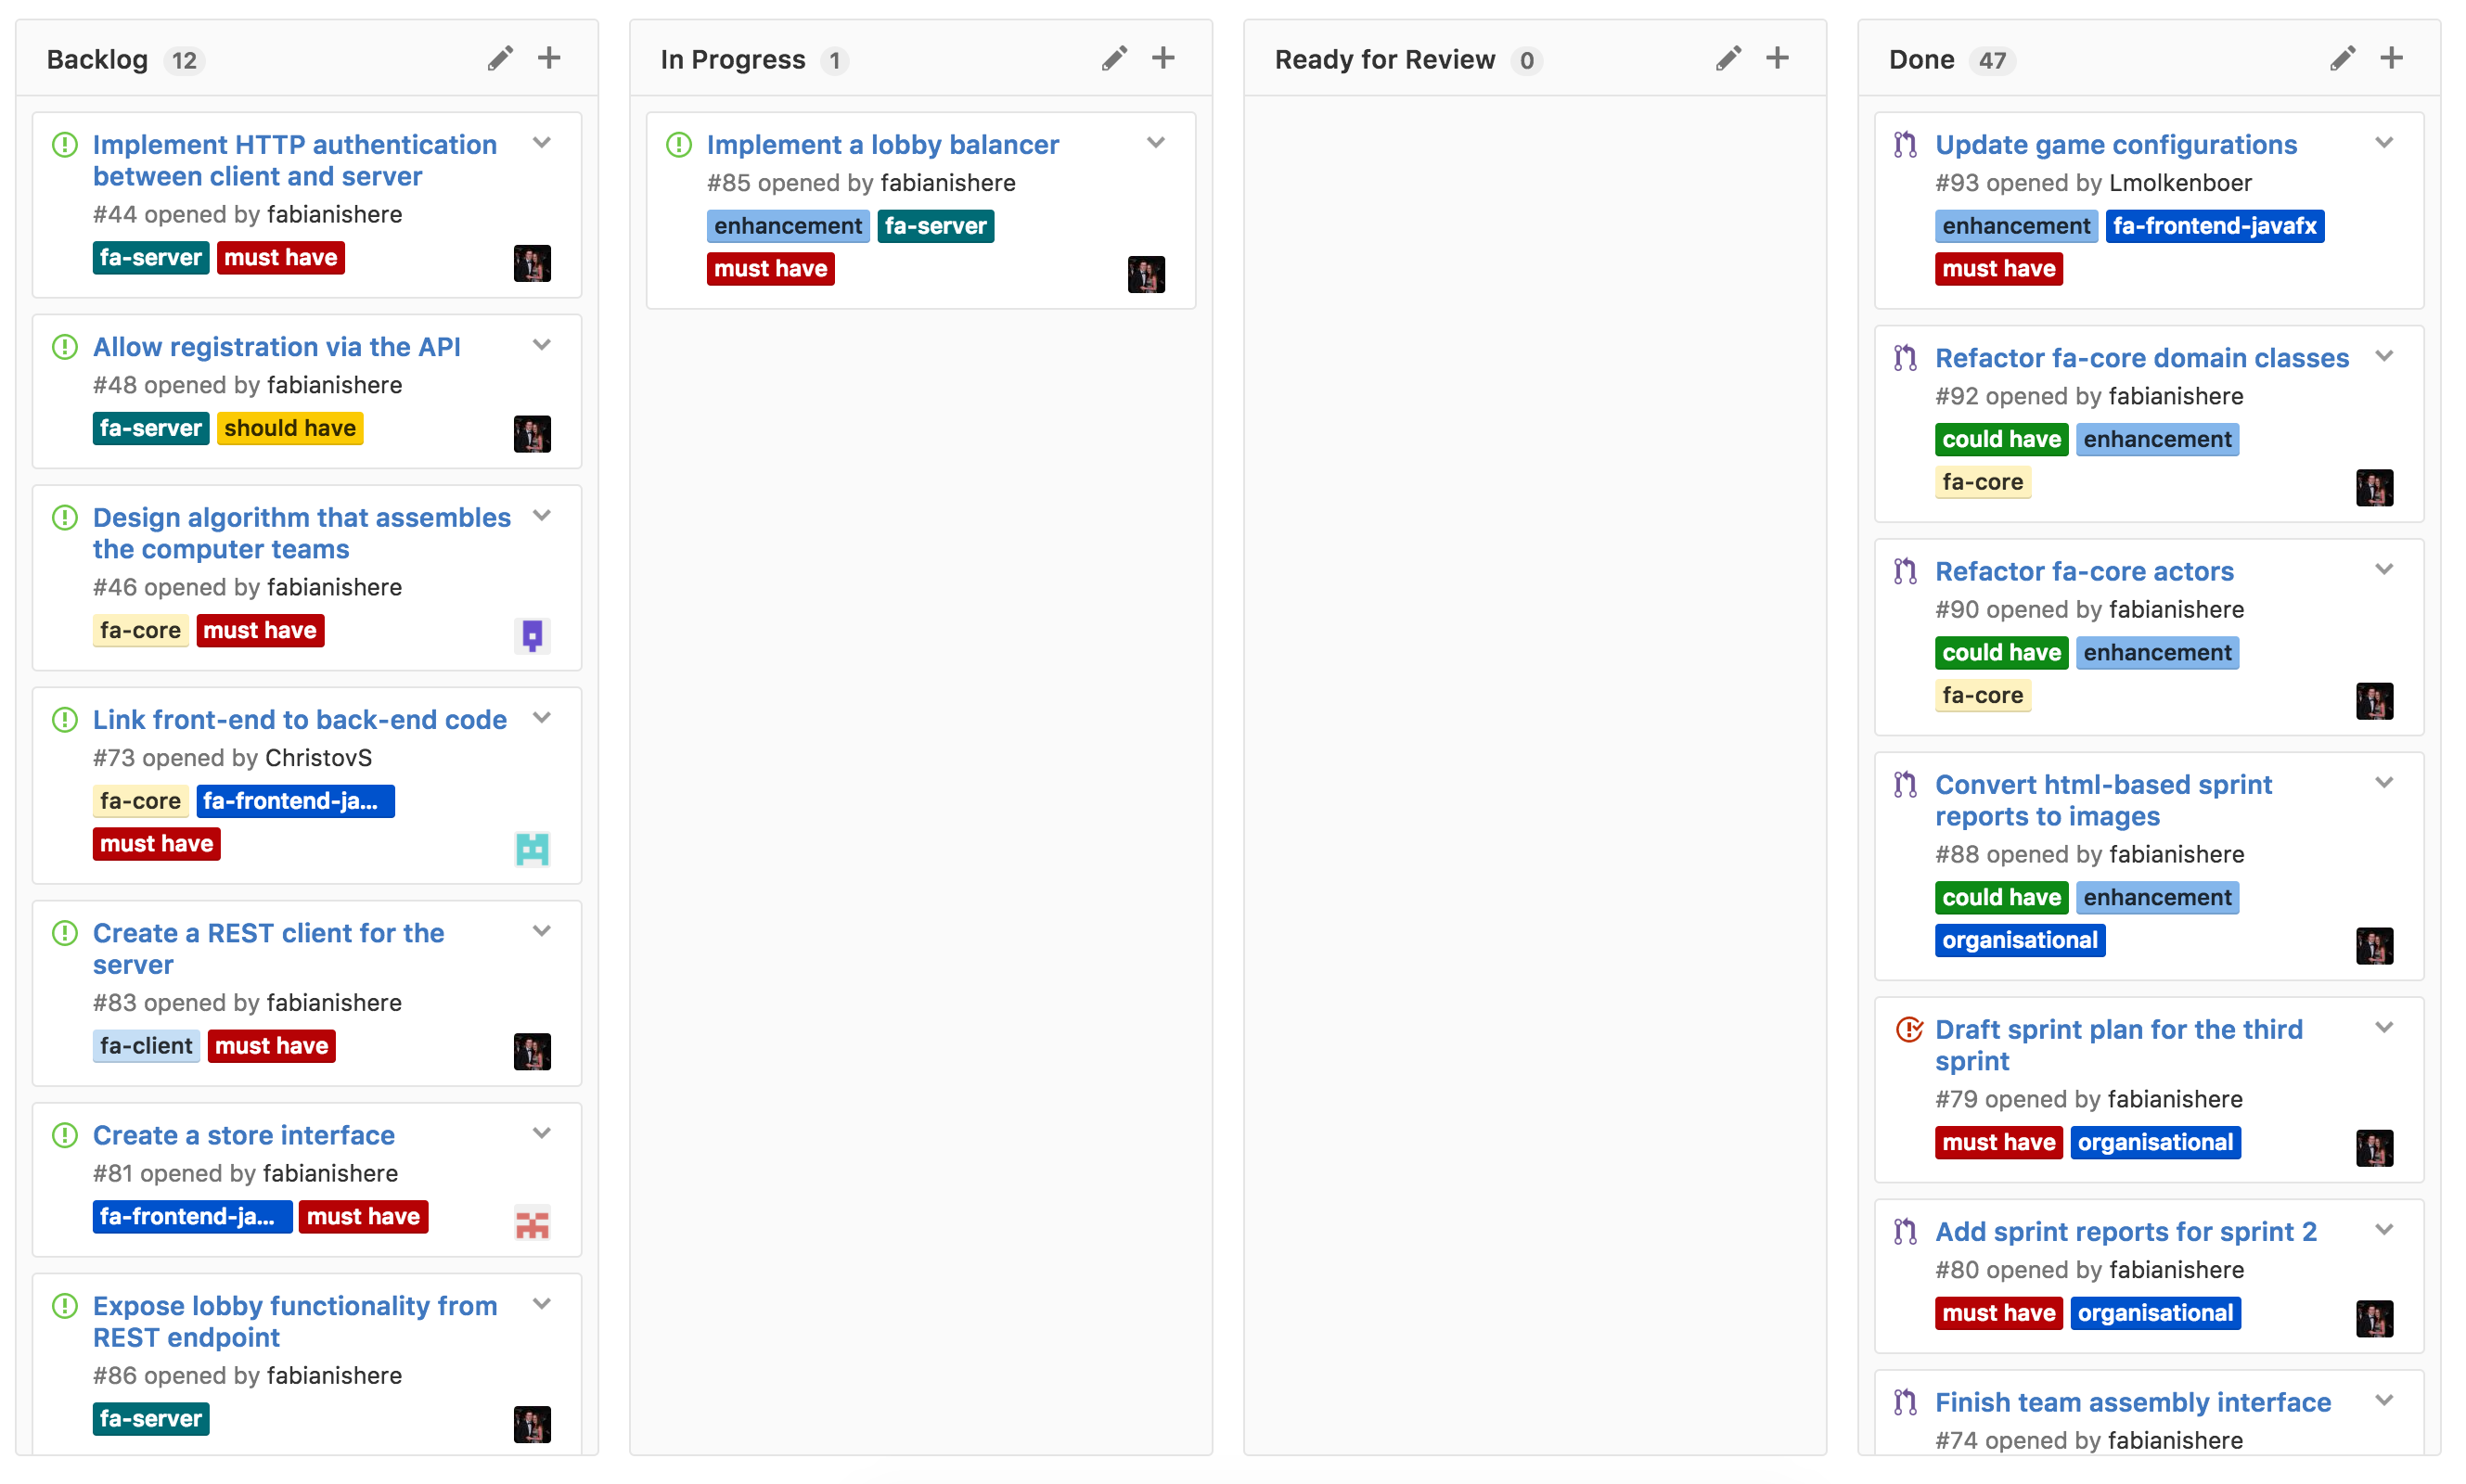 Backlog 12
Implement HTTP authentication
between client and server
#44 opened by fabianishere
fa-server must have
Allow registration via the API
#48 opened by fabianishere
fa-server should have
Design algorithm that assembles
the computer teams
#46 opened by fabianishere
fa-core must have
Link front-end to back-end code
#73 opened by ChristovS
fa-core fa-frontend-ja...
must have
Create a REST client for the
server
#83 opened by fabianishere
fa-client must have
Create a store interface
#81 opened by fabianishere
fa-frontend-ja... must have
Expose lobby functionality from
REST endpoint
#86 opened by fabianishere
fa-server
In Progress 1
Implement a lobby balancer
#85 opened by fabianishere
enhancement fa-server
must have
Ready for Review 0
Done 47
Update game configurations
#93 opened by Lmolkenboer
enhancement fa-frontend-javafx
must have
Refactor fa-core domain classes
#92 opened by fabianishere
could have enhancement
fa-core
Refactor fa-core actors
#90 opened by fabianishere
could have enhancement
fa-core
Convert html-based sprint
reports to images
#88 opened by fabianishere
could have enhancement
organisational
Draft sprint plan for the third
sprint
#79 opened by fabianishere
must have organisational
Add sprint reports for sprint 2
#80 opened by fabianishere
must have organisational
Finish team assembly interface
#74 opened by fabianishere